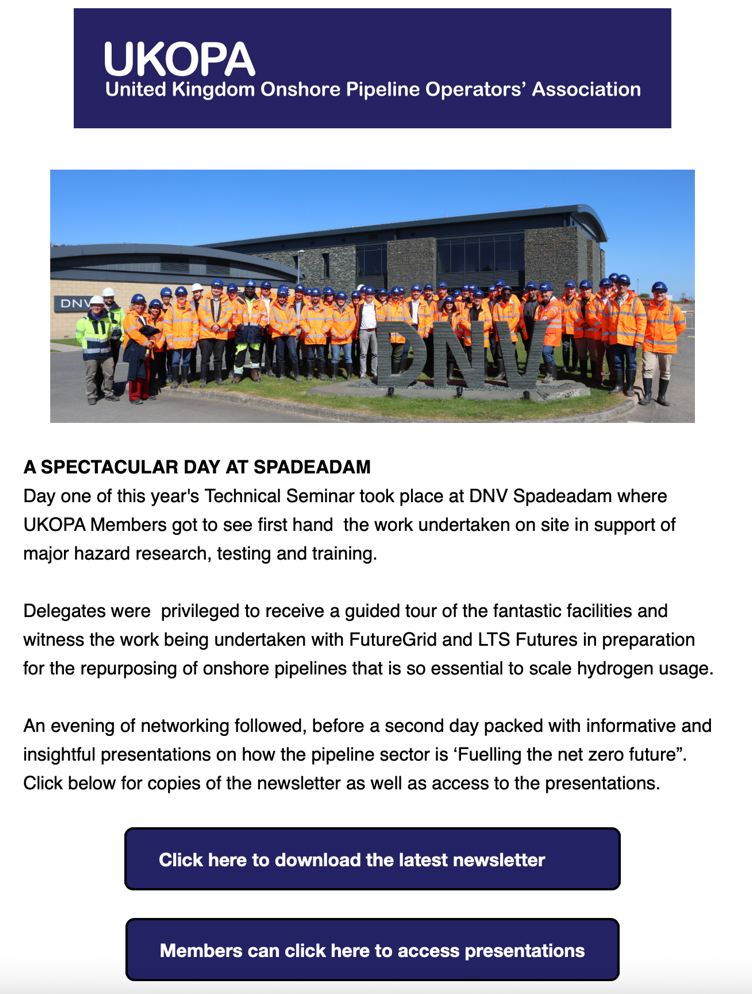 UKOPA
United Kingdom Onshore Pipeline Operators’ Association
DNV
DNV
A SPECTACULAR DAY AT SPADEADAM
Day one of this year's Technical Seminar took place at DNV Spadeadam where
UKOPA Members got to see first hand  the work undertaken on site in support of
major hazard research, testing and training.
Delegates were  privileged to receive a guided tour of the fantastic facilities and
witness the work being undertaken with FutureGrid and LTS Futures in preparation
for the repurposing of onshore pipelines that is so essential to scale hydrogen usage.
An evening of networking followed, before a second day packed with informative and
insightful presentations on how the pipeline sector is ‘Fuelling the net zero future”.
Click below for copies of the newsletter as well as access to the presentations.
Click here to download the latest newsletter
Members can click here to access presentations